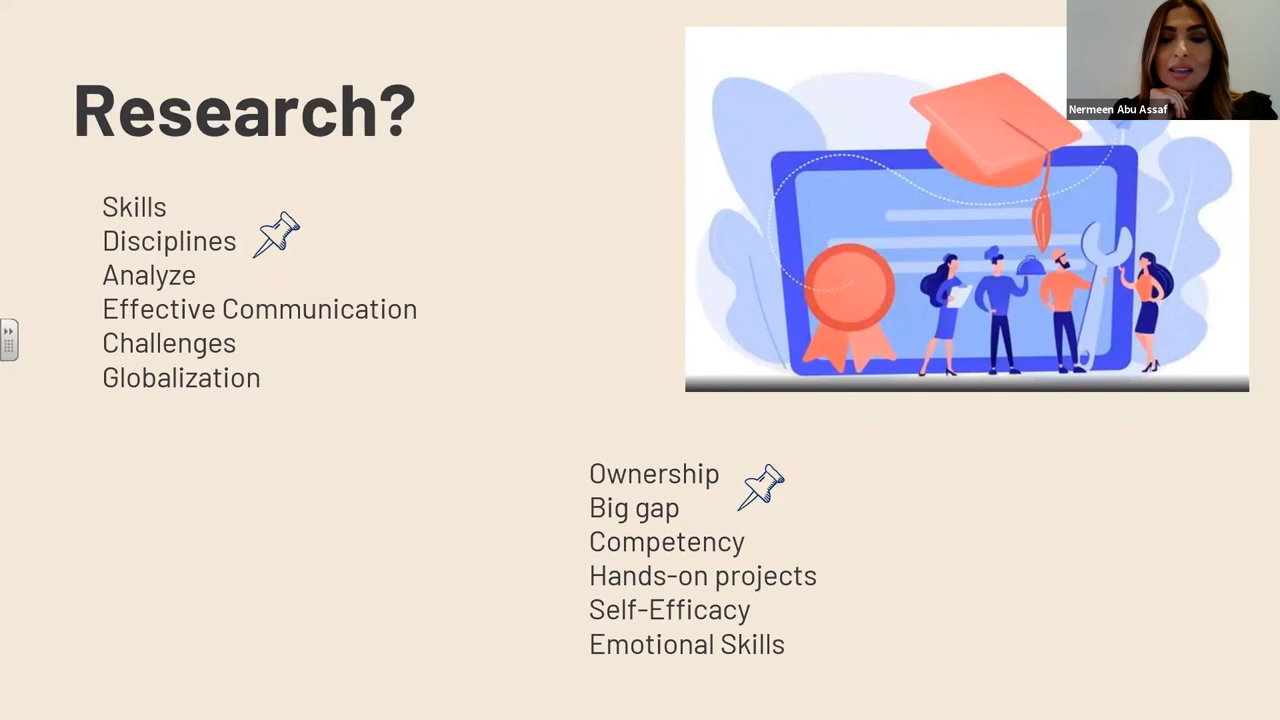 Research?
Skills
Disciplines
Analyze
Effective Communication
Challenges
Globalization
Nermeen Abu Assaf
Ownership
Big gap
Competency
Hands-on projects
Self-Efficacy
Emotional Skills